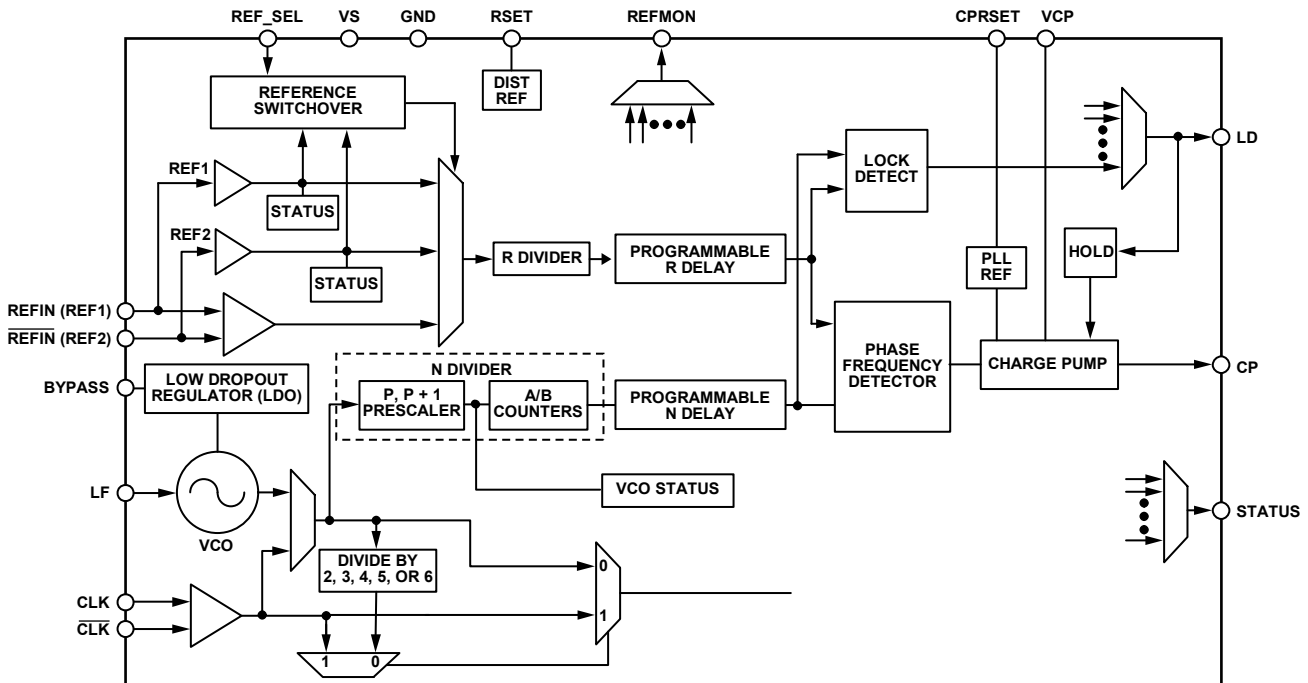 REF_SEL
VS
GND
RSET
REFMON
CPRSET
VCP
REFERENCE
SWITCHOVER
DIST
REF
LD
REF1
STATUS
LOCK
DETECT
REF2
STATUS
R DIVIDER
PROGRAMMABLE
R DELAY
PLL
REF
HOLD
REFIN (REF1)
REFIN (REF2)
BYPASS
LOW DROPOUT
REGULATOR (LDO)
N DIVIDER
P, P + 1
PRESCALER
A/B
COUNTERS
PROGRAMMABLE
N DELAY
PHASE
FREQUENCY
DETECTOR
CHARGE PUMP
CP
LF
VCO
VCO STATUS
STATUS
DIVIDE BY
2, 3, 4, 5, OR 6
0
1
CLK
CLK
1
0